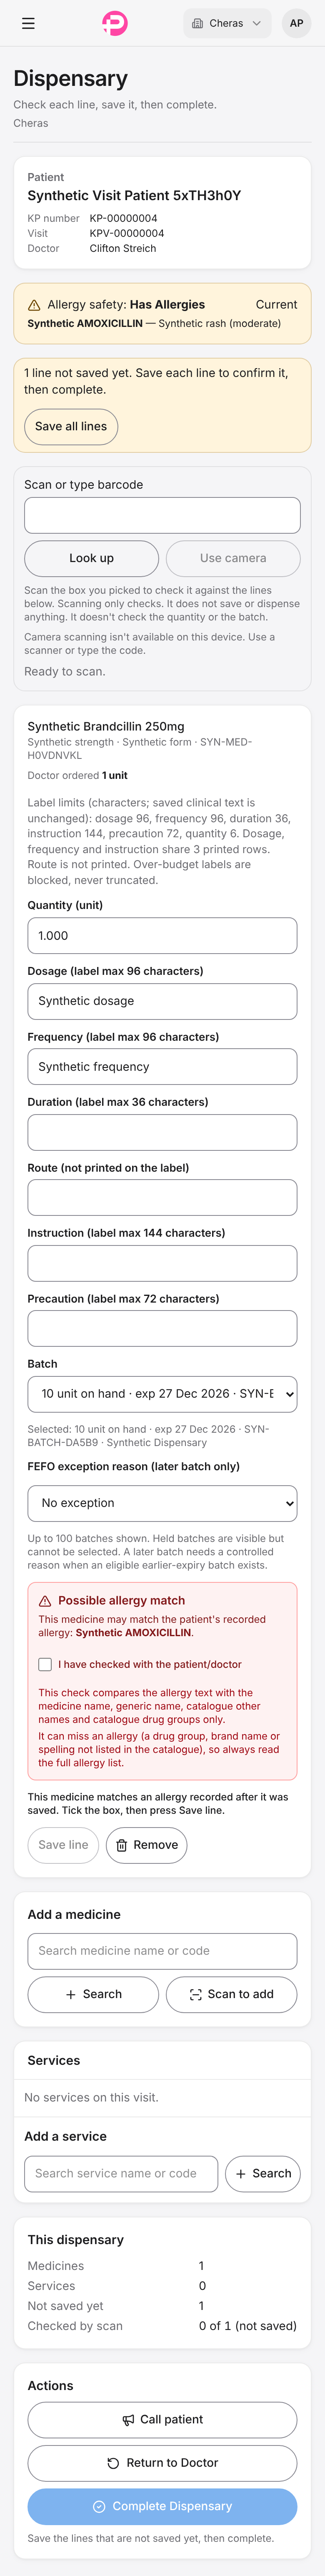 Cheras
AP
Dispensary
Check each line, save it, then complete.
Cheras
Patient
Synthetic Visit Patient 5xTH3h0Y
KP number KP-00000004
Visit KPV-00000004
Doctor Clifton Streich
Allergy safety: Has Allergies Current
Synthetic AMOXICILLIN — Synthetic rash (moderate)
1 line not saved yet. Save each line to confirm it,
then complete.
Save all lines
Scan or type barcode
Look up
Use camera
Scan the box you picked to check it against the lines
below. Scanning only checks. It does not save or dispense
anything. It doesn't check the quantity or the batch.
Camera scanning isn't available on this device. Use a
scanner or type the code.
Ready to scan.
Synthetic Brandcillin 250mg
Synthetic strength · Synthetic form · SYN-MED-
H0VDNVKL
Doctor ordered 1 unit
Label limits (characters; saved clinical text is
unchanged): dosage 96, frequency 96, duration 36,
instruction 144, precaution 72, quantity 6. Dosage,
frequency and instruction share 3 printed rows.
Route is not printed. Over-budget labels are
blocked, never truncated.
Quantity (unit)
1.000
Dosage (label max 96 characters)
Synthetic dosage
Frequency (label max 96 characters)
Synthetic frequency
Duration (label max 36 characters)
Route (not printed on the label)
Instruction (label max 144 characters)
Precaution (label max 72 characters)
Batch
10 unit on hand · exp 27 Dec 2026 · SYN-E
Selected: 10 unit on hand · exp 27 Dec 2026 · SYN-
BATCH-DA5B9 · Synthetic Dispensary
FEFO exception reason (later batch only)
No exception
Up to 100 batches shown. Held batches are visible but
cannot be selected. A later batch needs a controlled
reason when an eligible earlier-expiry batch exists.
Possible allergy match
This medicine may match the patient's recorded
allergy: Synthetic AMOXICILLIN.
I have checked with the patient/doctor
This check compares the allergy text with the
medicine name, generic name, catalogue other
names and catalogue drug groups only.
It can miss an allergy (a drug group, brand name or
spelling not listed in the catalogue), so always read
the full allergy list.
This medicine matches an allergy recorded after it was
saved. Tick the box, then press Save line.
Save line
Remove
Add a medicine
Search medicine name or code
Search
Scan to add
Services
No services on this visit.
Add a service
Search service name or code
Search
This dispensary
Medicines 1
Services 0
Not saved yet 1
Checked by scan 0 of 1 (not saved)
Actions
Call patient
Return to Doctor
Complete Dispensary
Save the lines that are not saved yet, then complete.